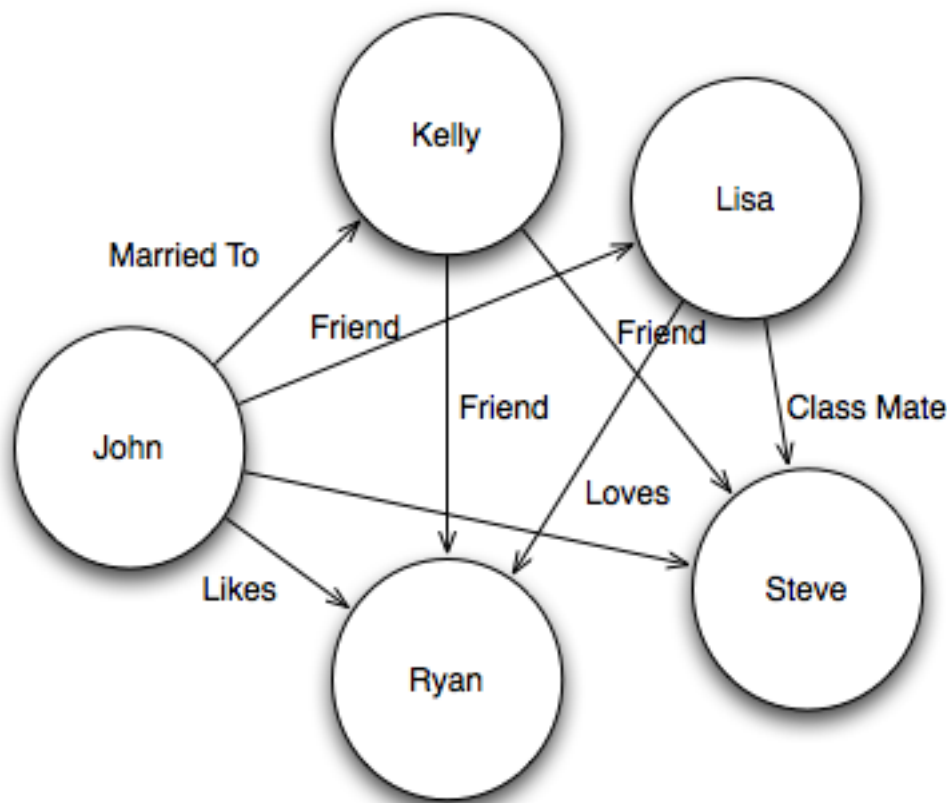 Kelly
Lisa
Married To
Friend
Friend
Friend
Class Mate
John
Loves
Likes
Steve
Ryan